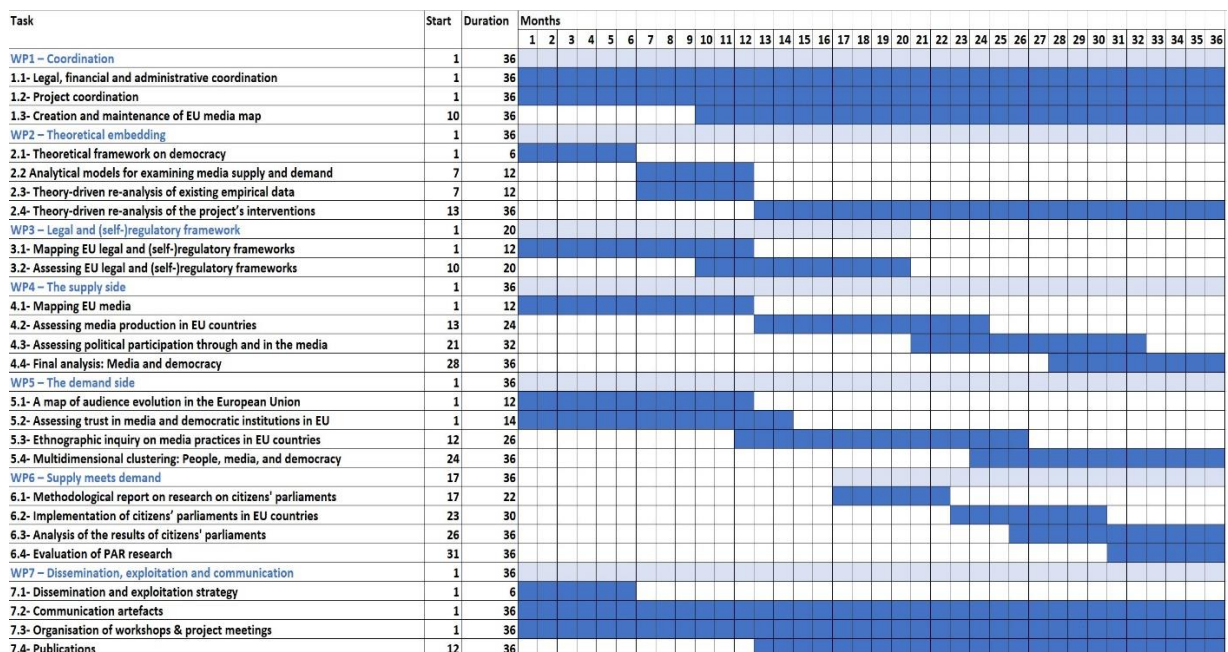 Task Start Duration Months
1 2 3 4 5 6 7 8 9 10 11 12 13 14 15 16 17 18 19 20 21 22 23 24 25 26 27 28 29 30 31 32 33 34 35 36
WP1 – Coordination 1 36
1.1- Legal, financial and administrative coordination 1 36
1.2- Project coordination 1 36
1.3- Creation and maintenance of EU media map 10 36
WP2 – Theoretical embedding 1 36
2.1- Theoretical framework on democracy 1 6
2.2 Analytical models for examining media supply and demand 7 12
2.3- Theory-driven re-analysis of existing empirical data 7 12
2.4- Theory-driven re-analysis of the project's interventions 13 36
WP3 – Legal and (self-)regulatory framework 1 20
3.1- Mapping EU legal and (self-)regulatory frameworks 1 12
3.2- Assessing EU legal and (self-)regulatory frameworks 10 20
WP4 – The supply side 1 36
4.1- Mapping EU media 1 12
4.2- Assessing media production in EU countries 13 24
4.3- Assessing political participation through and in the media 21 32
4.4- Final analysis: Media and democracy 28 36
WP5 – The demand side 1 36
5.1- A map of audience evolution in the European Union 1 12
5.2- Assessing trust in media and democratic institutions in EU 1 14
5.3- Ethnographic inquiry on media practices in EU countries 12 26
5.4- Multidimensional clustering: People, media, and democracy 24 36
WP6 – Supply meets demand 17 36
6.1- Methodological report on research on citizens' parliaments 17 22
6.2- Implementation of citizens' parliaments in EU countries 23 30
6.3- Analysis of the results of citizens' parliaments 26 36
6.4- Evaluation of PAR research 31 36
WP7 – Dissemination, exploitation and communication 1 36
7.1- Dissemination and exploitation strategy 1 6
7.2- Communication artefacts 1 36
7.3- Organisation of workshops & project meetings 1 36
7.4- Publications 12 36